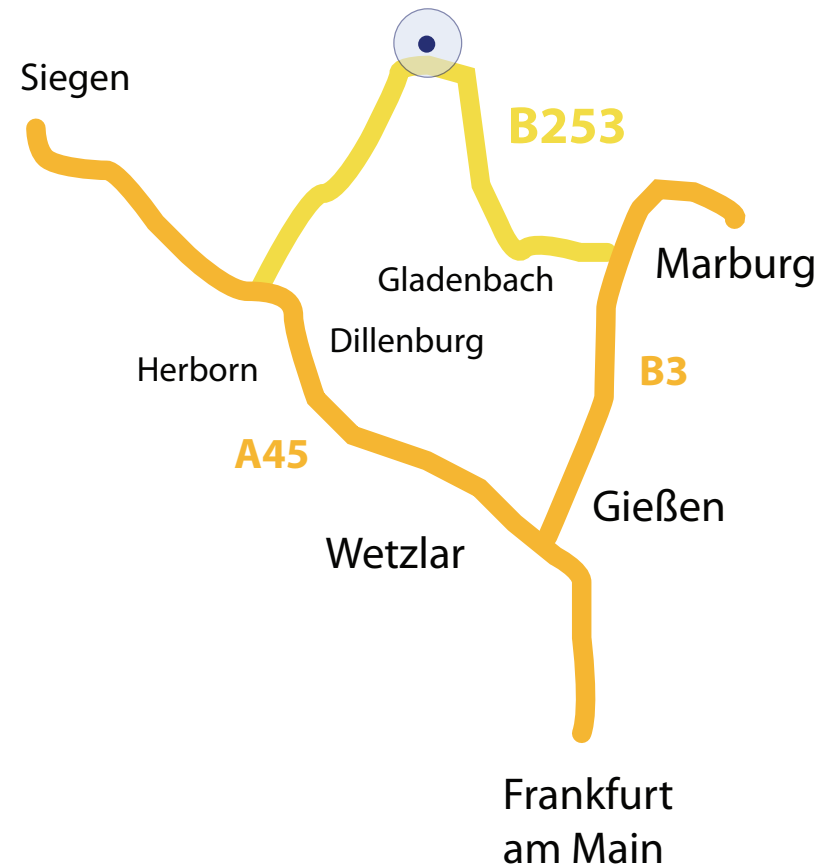 Siegen
B253
Marburg
Gladenbach
Dillenburg
Herborn
B3
A45
Gießen
Wetzlar
Frankfurt
am Main